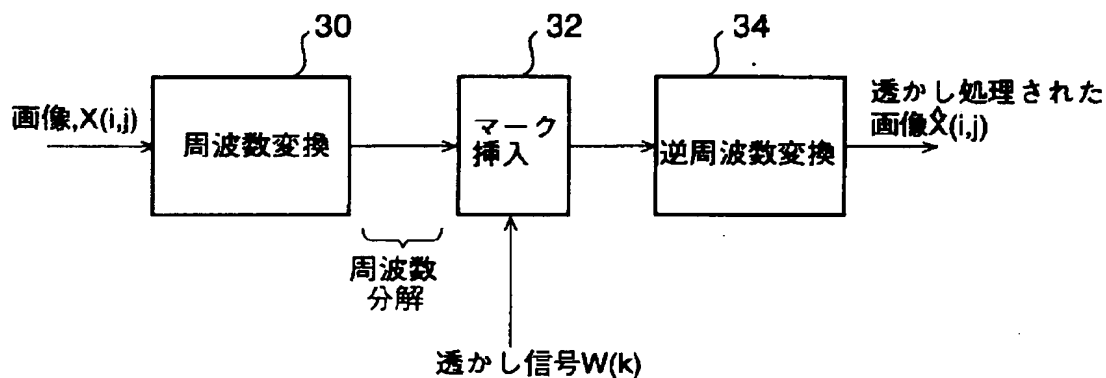 30
32
34
画像,X(i,j)
周波数変換
マーク
挿入
逆周波数変換
透かし処理された
画像X̂(i,j)
周波数
分解
透かし信号W(k)